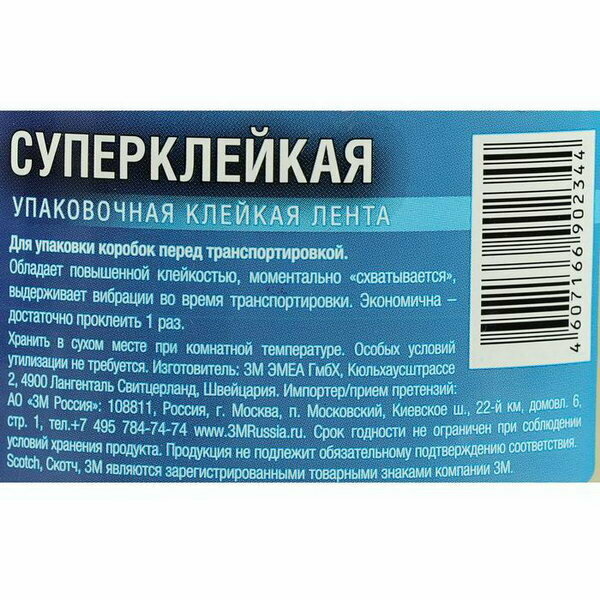 СУПЕРКЛЕЙКАЯ
УПАКОВОЧНАЯ КЛЕЙКАЯ ЛЕНТА
Для упаковки коробок перед транспортировкой.
Обладает повышенной клейкостью, моментально «схватывается»,
выдерживает вибрации во время транспортировки. Экономична –
достаточно проклеить 1 раз.
Хранить в сухом месте при комнатной температуре. Особых условий
утилизации не требуется. Изготовитель: 3М ЭМЕА ГмбХ, Кюльхаусштрассе
2, 4900 Лангенталь Свитцерланд, Швейцария. Импортер/прием претензий:
АО «3М Россия»: 108811, Россия, г. Москва, п. Московский, Киевское ш., 22-й км, домовл. 6,
стр. 1, тел.+7 495 784-74-74 www.3MRussia.ru. Срок годности не ограничен при соблюдении
условий хранения продукта. Продукция не подлежит обязательному подтверждению соответствия.
Scotch, Скотч, 3М являются зарегистрированными товарными знаками компании 3М.
4607166902344